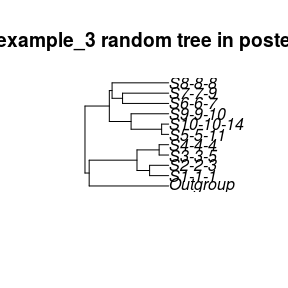 example_3 random tree in poste
S8-8-8
S7-7-9
S6-6-7
S9-9-10
S10-10-14
S5-5-11
S4-4-4
S3-3-5
S2-2-3
S1-1-1
Outgroup